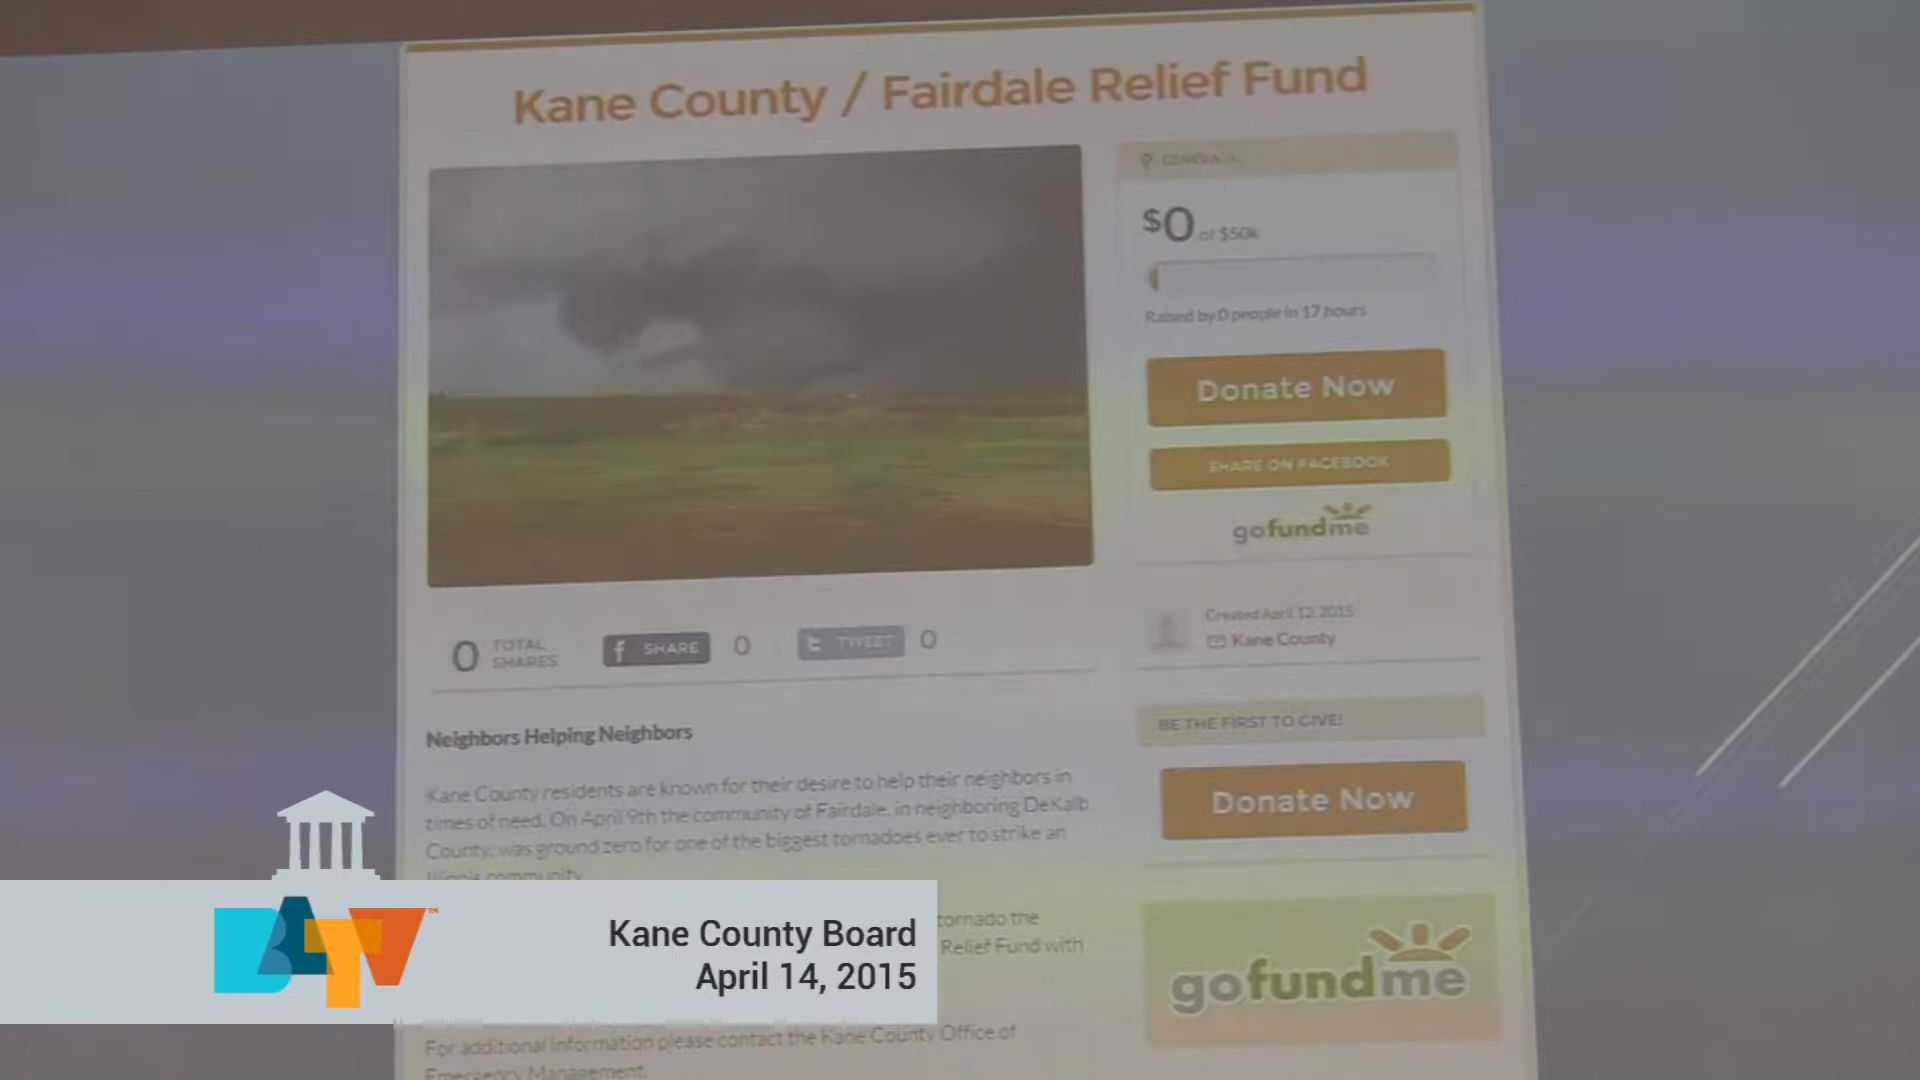 Kane County / Fairdale Relief Fund
$0 of $50k
Raised by 0 people in 17 hours
Donate Now
SHARE ON FACEBOOK
gofundme
Created April 12, 2015
Kane County
0 TOTAL SHARES
f SHARE 0
t TWEET 0
BE THE FIRST TO GIVE!
Donate Now
gofundme
Neighbors Helping Neighbors
Kane County residents are known for their desire to help their neighbors in
times of need. On April 9th the community of Fairdale, in neighboring DeKalb
County, was ground zero for one of the biggest tornadoes ever to strike an
Illinois community.
tornado the
Relief Fund with
For additional information please contact the Kane County Office of
Emergency Management.
BATV™
Kane County Board
April 14, 2015